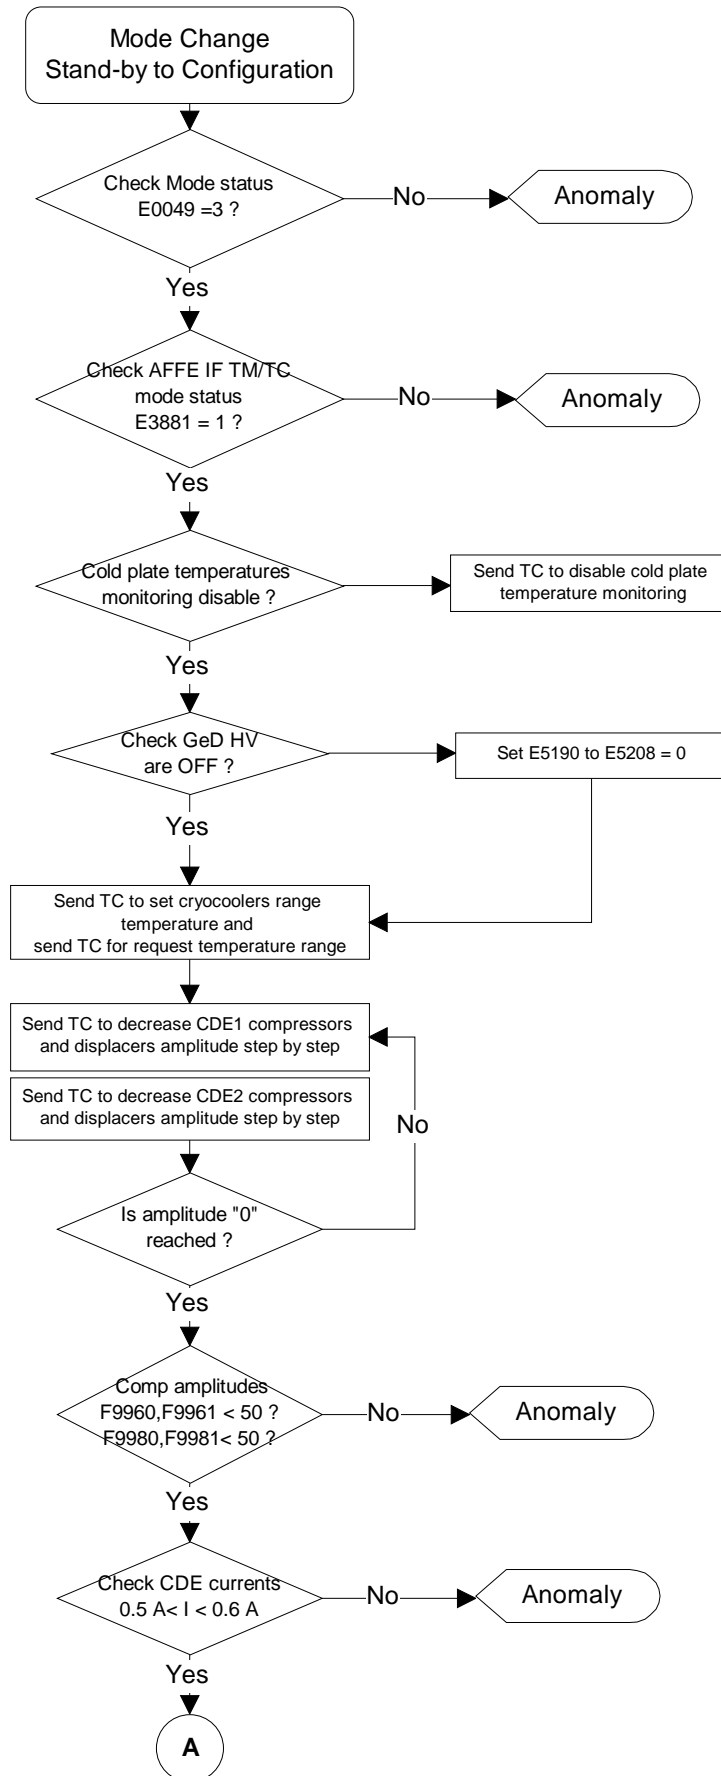 Mode Change
Stand-by to Configuration
Check Mode status
E0049 =3 ?
No
Anomaly
Yes
Check AFFE IF TM/TC
mode status
E3881 = 1 ?
No
Anomaly
Yes
Cold plate temperatures
monitoring disable ?
Send TC to disable cold plate
temperature monitoring
Yes
Check GeD HV
are OFF ?
Set E5190 to E5208 = 0
Yes
Send TC to set cryocoolers range
temperature and
send TC for request temperature range
Send TC to decrease CDE1 compressors
and displacers amplitude step by step
Send TC to decrease CDE2 compressors
and displacers amplitude step by step
No
Is amplitude "0"
reached ?
Yes
Comp amplitudes
F9960,F9961 < 50 ?
F9980,F9981< 50 ?
No
Anomaly
Yes
Check CDE currents
0.5 A< I < 0.6 A
No
Anomaly
Yes
A